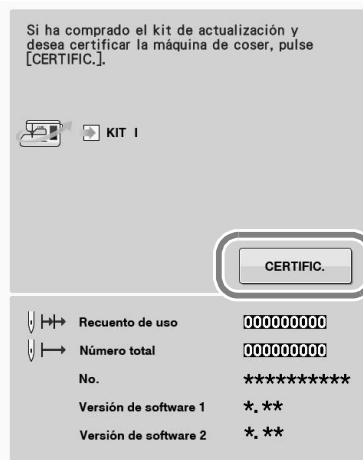 Si ha comprado el kit de actualización y
desea certificar la máquina de coser, pulse
[CERTIFIC.].
KIT I
CERTIFIC.
Recuento de uso 000000000
Número total 000000000
No. **********
Versión de software 1 *.**
Versión de software 2 *.**